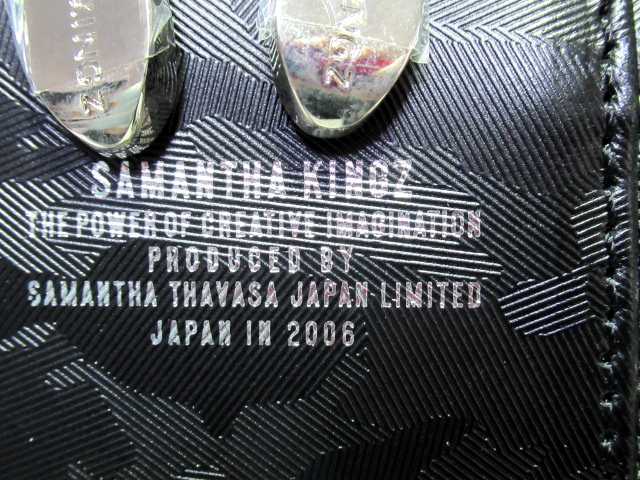 SAMANTHA KINGZ
THE POWER OF CREATIVE IMAGINATION
PRODUCED BY
SAMANTHA THAVASA JAPAN LIMITED
JAPAN IN 2006